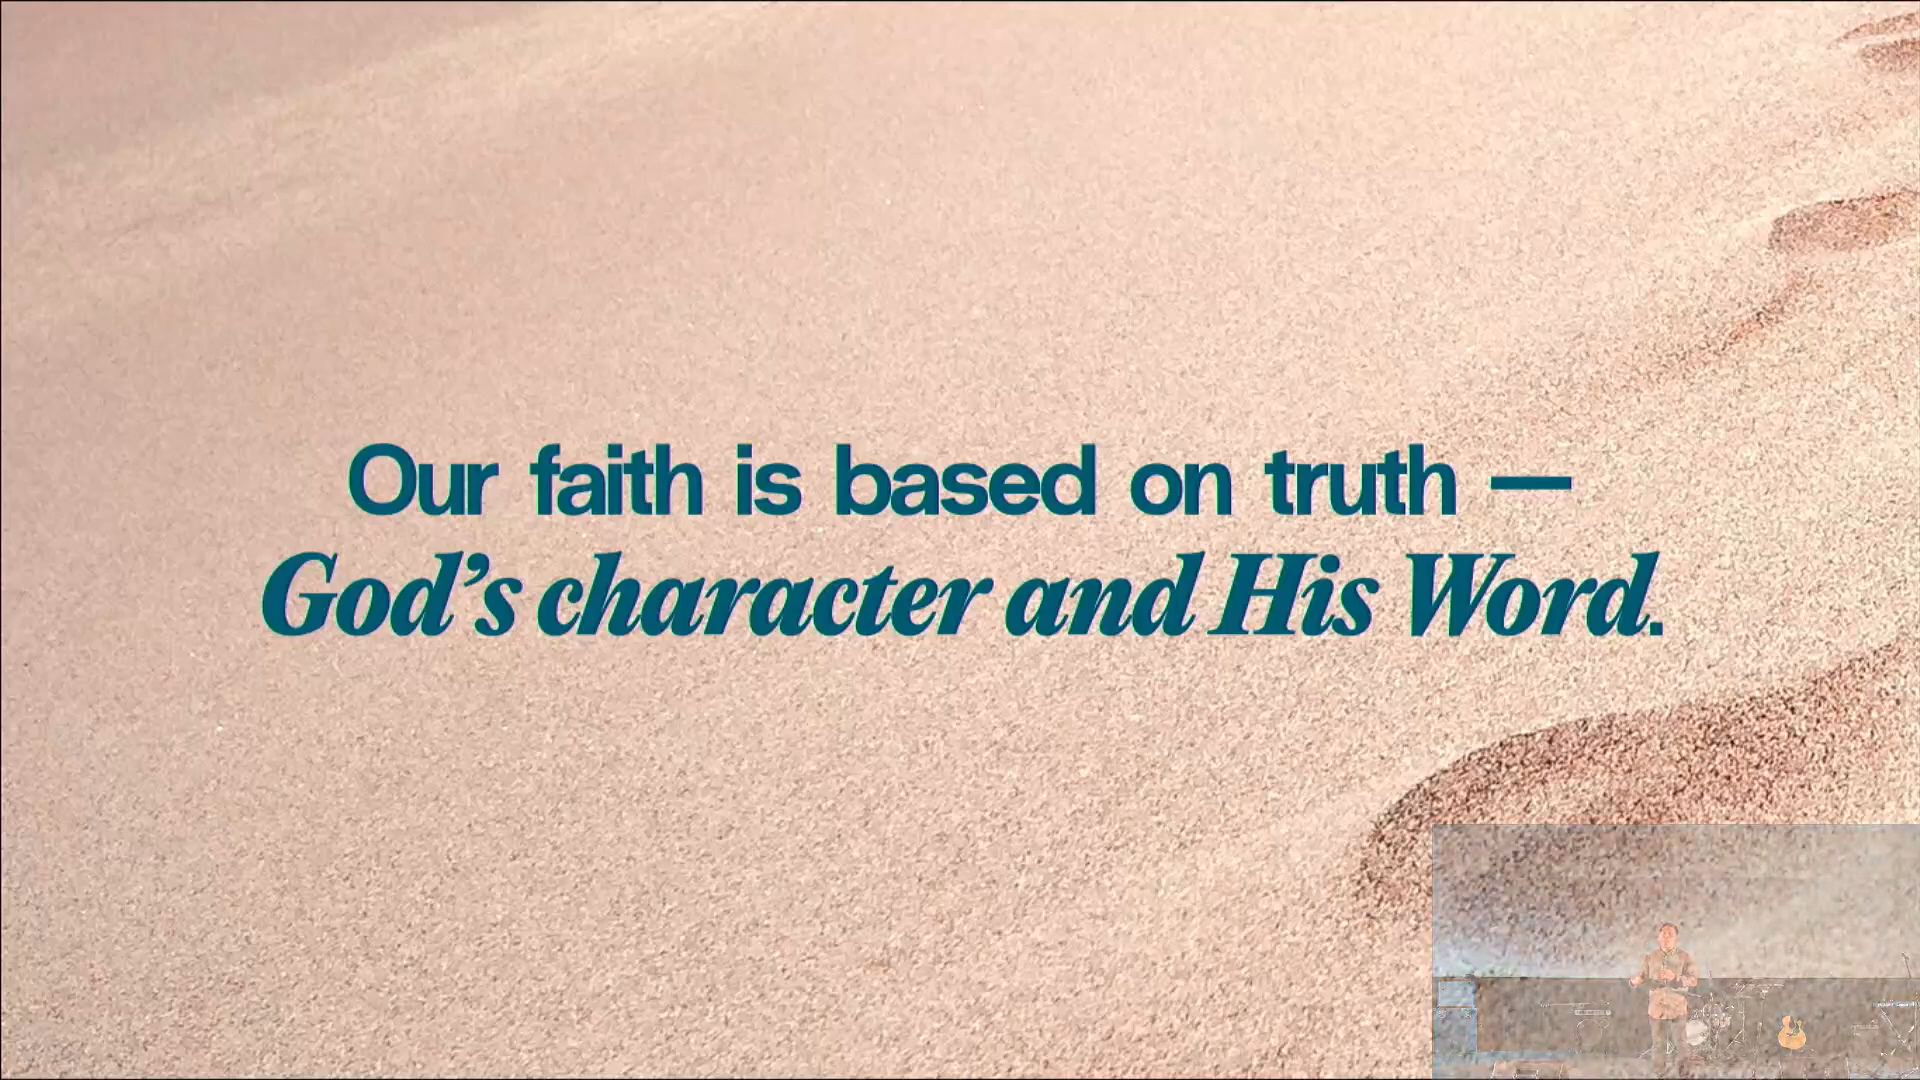 Our faith is based on truth —
God’s character and His Word.